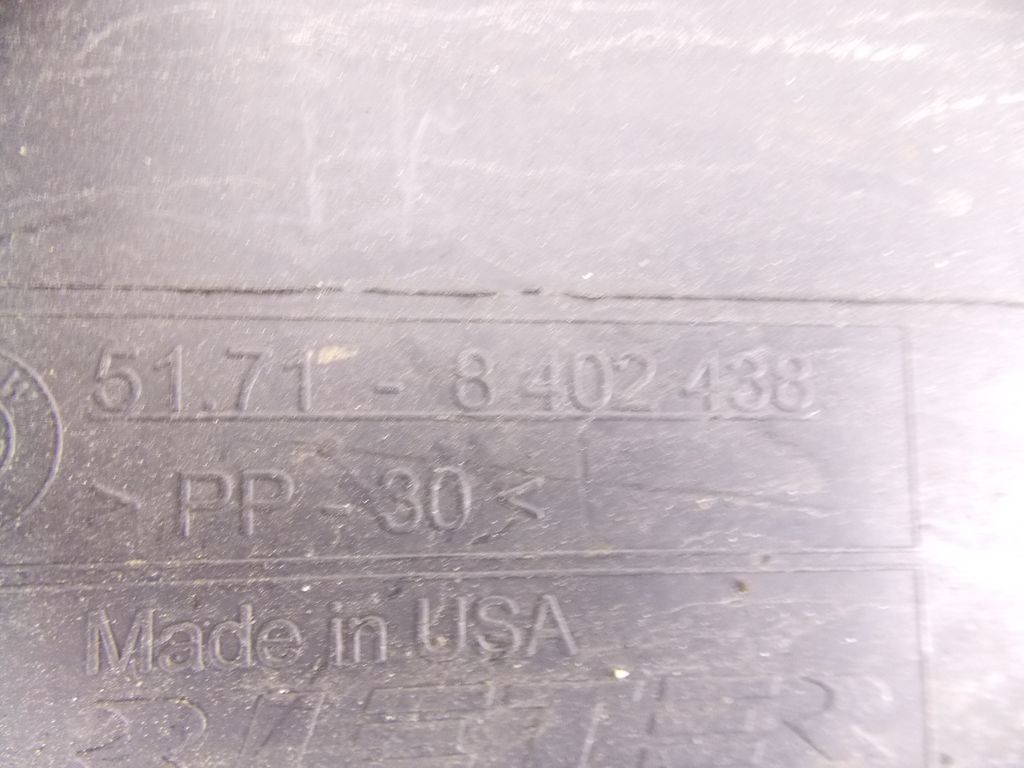 51.71 - 8 402 438
> PP - 30 <
Made in USA